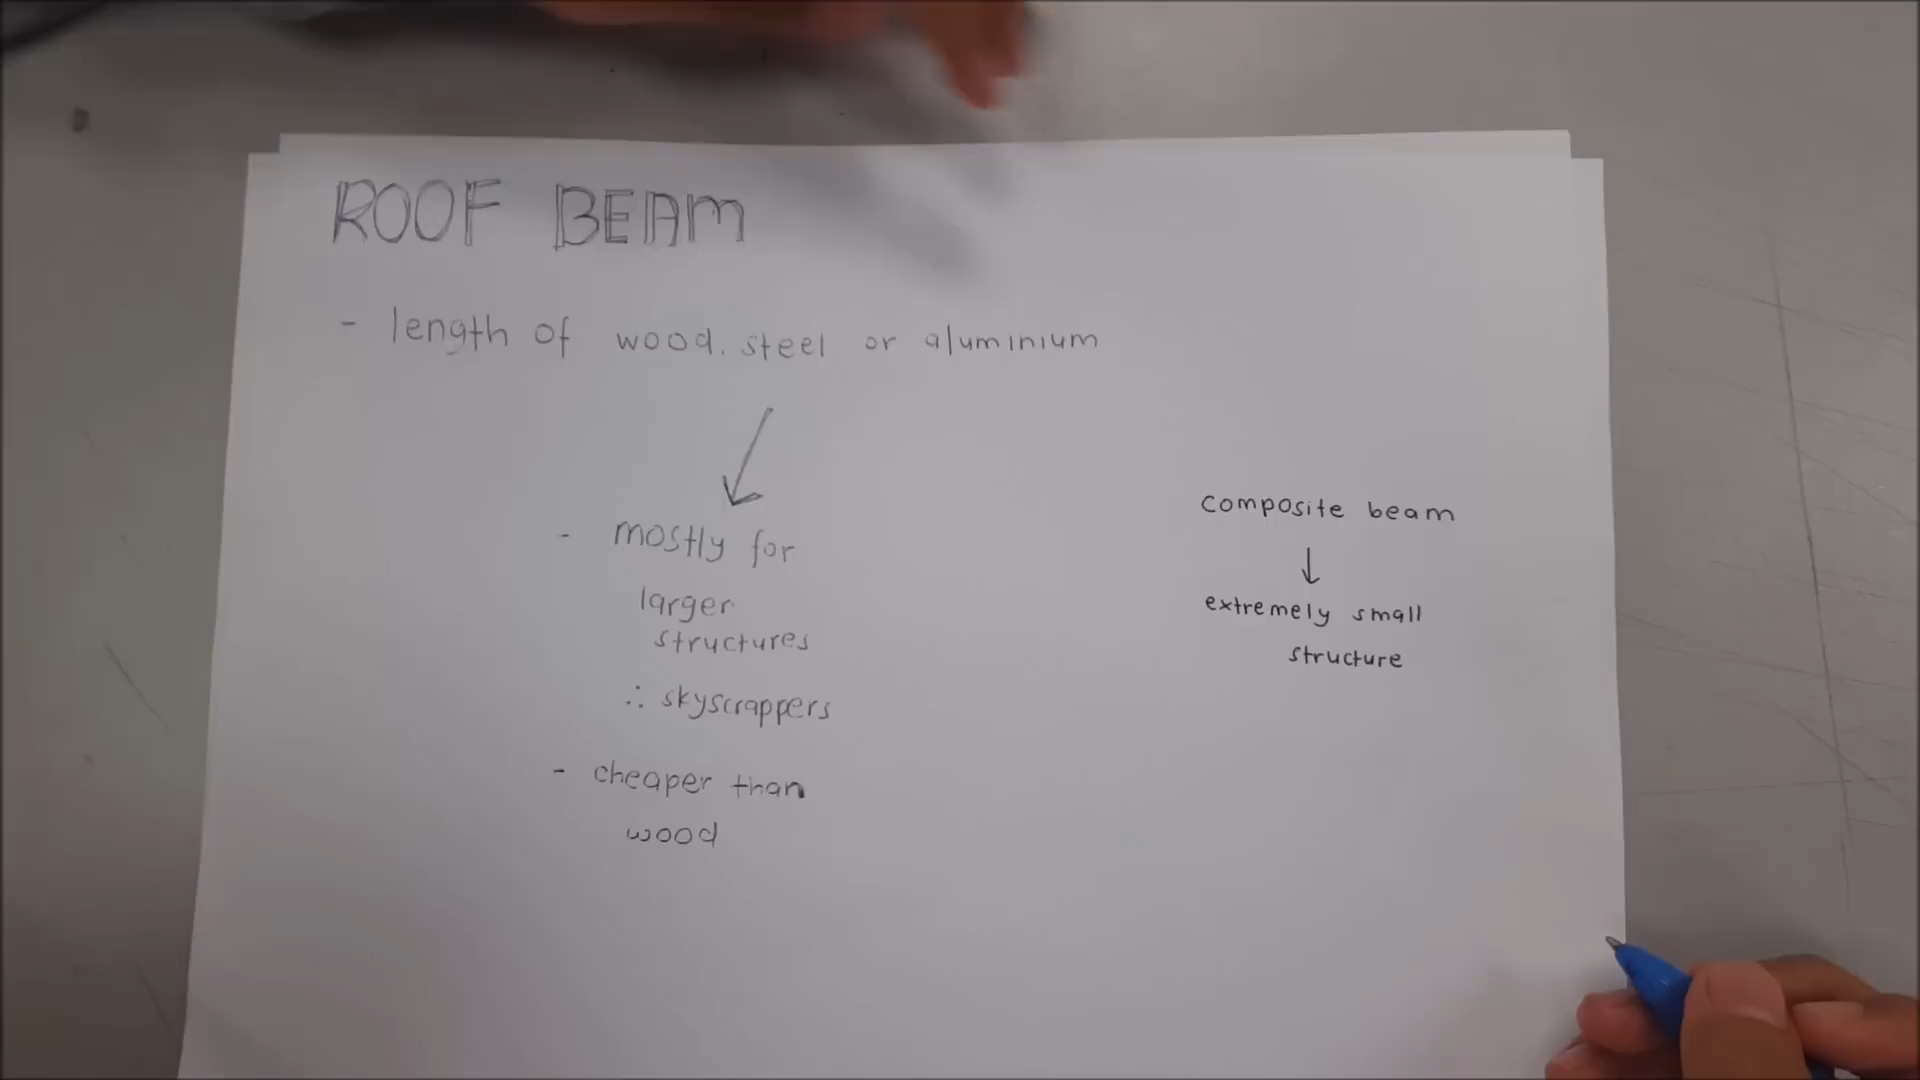 ROOF BEAM
- length of wood. steel or aluminium
- mostly for
larger
structures
∴ skyscrappers
- cheaper than
wood
composite beam
↓
extremely small
structure